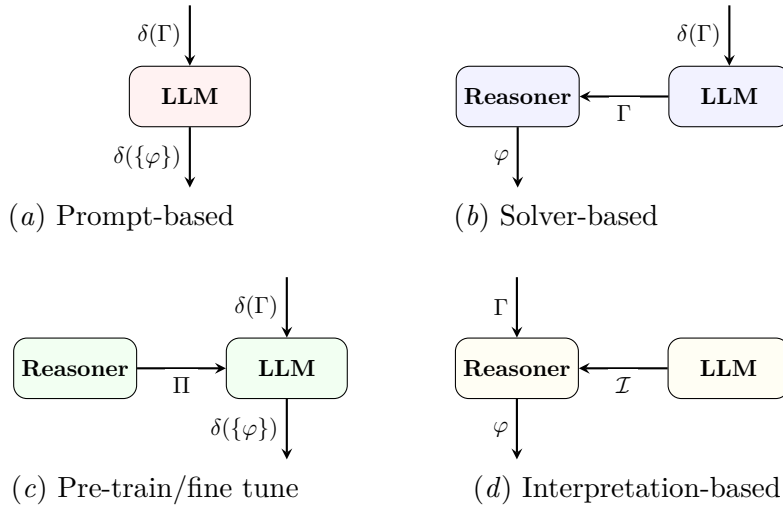 δ(Γ)
LLM
δ({φ})
(a) Prompt-based
δ(Γ)
Reasoner
Γ
LLM
φ
(b) Solver-based
δ(Γ)
Reasoner
Π
LLM
δ({φ})
(c) Pre-train/fine tune
Γ
Reasoner
ℐ
LLM
φ
(d) Interpretation-based